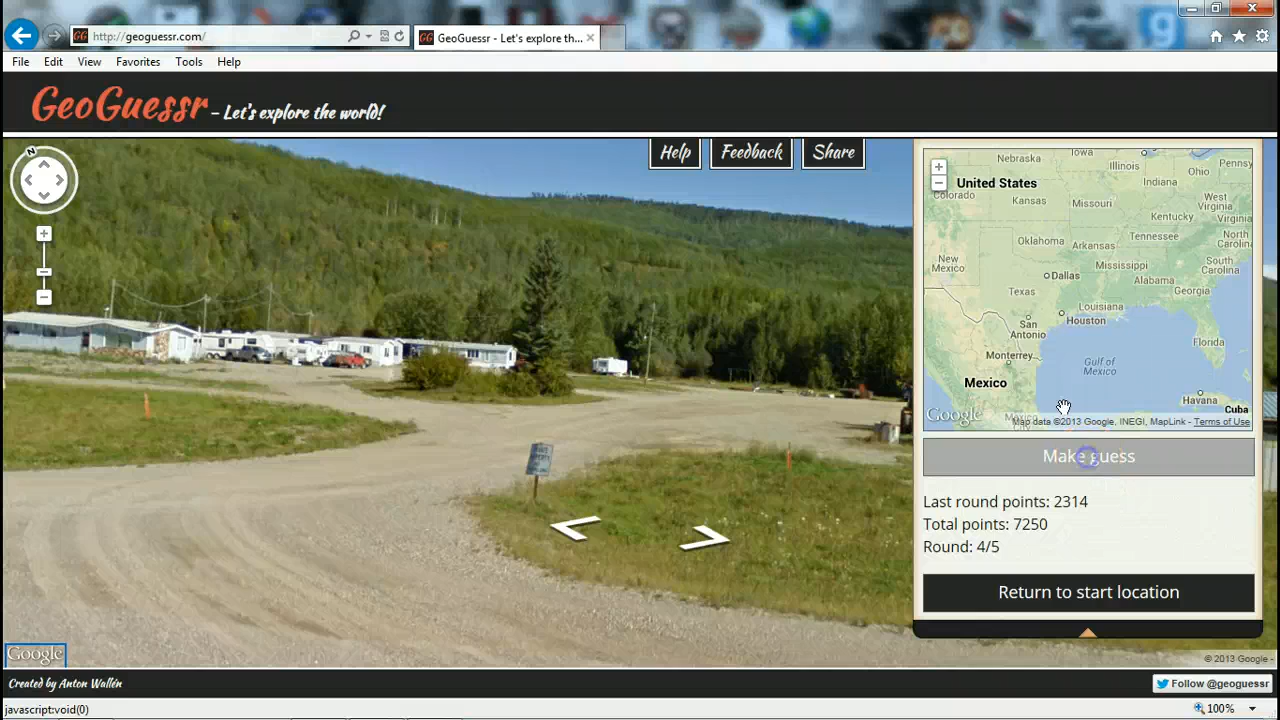 http://geoguessr.com/
GeoGuessr - Let's explore th...
File Edit View Favorites Tools Help
GeoGuessr - Let's explore the world!
Help Feedback Share
N
Nebraska Iowa Illinois Pennsy
United States Indiana Ohio
Colorado Kansas Missouri West Virginia
Kentucky Virginia
Oklahoma Arkansas Tennessee North Carolina
New Mexico Dallas Mississippi South Carolina
Texas Alabama Georgia
Louisiana
San Antonio Houston
Florida
Monterrey Gulf of Mexico
Mexico
Havana
Cuba
Google Mexico City Map data ©2013 Google, INEGI, MapLink - Terms of Use
Make guess
Last round points: 2314
Total points: 7250
Round: 4/5
Return to start location
Google
© 2013 Google -
Created by Anton Wallén
Follow @geoguessr
javascript:void(0)
100%